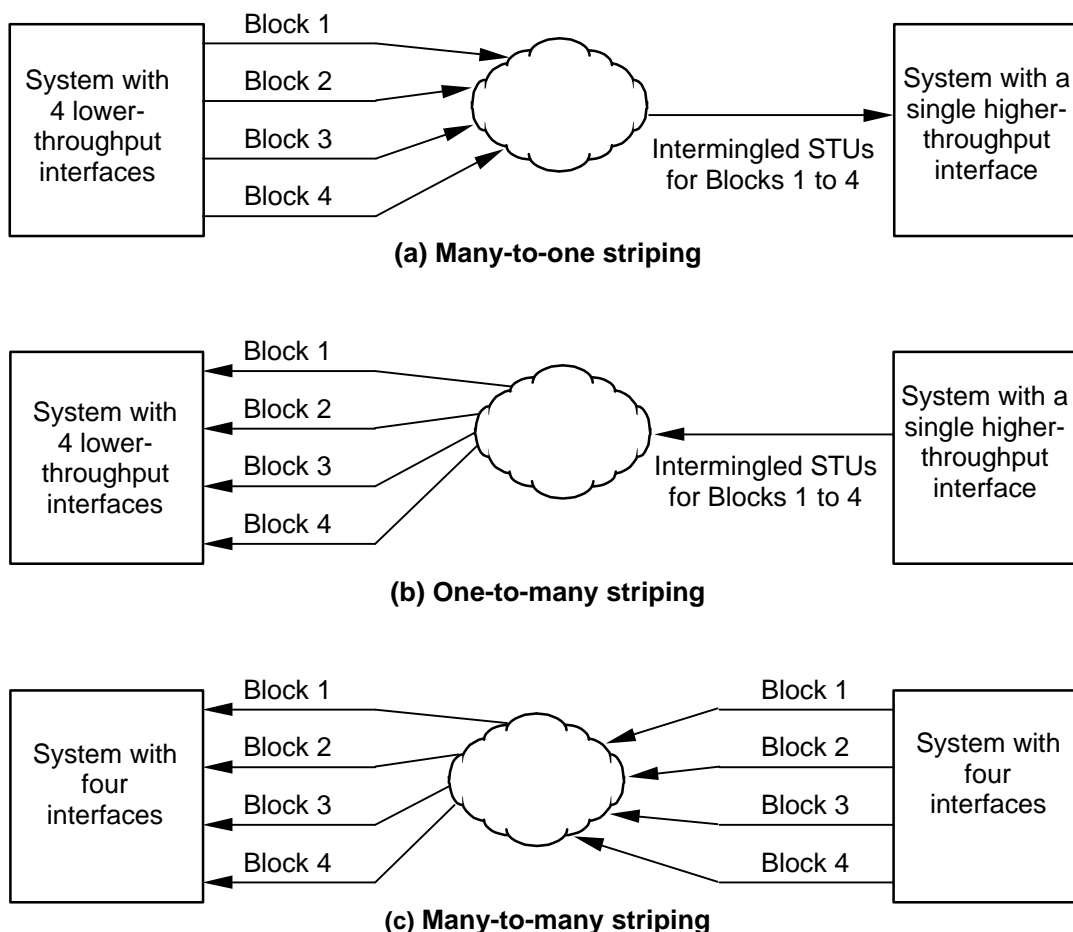 System with
4 lower-
throughput
interfaces
Block 1
Block 2
Block 3
Block 4
Intermingled STUs
for Blocks 1 to 4
System with a
single higher-
throughput
interface
(a) Many-to-one striping
System with
4 lower-
throughput
interfaces
Block 1
Block 2
Block 3
Block 4
Intermingled STUs
for Blocks 1 to 4
System with a
single higher-
throughput
interface
(b) One-to-many striping
System with
four
interfaces
Block 1
Block 2
Block 3
Block 4
Block 1
Block 2
Block 3
Block 4
System with
four
interfaces
(c) Many-to-many striping